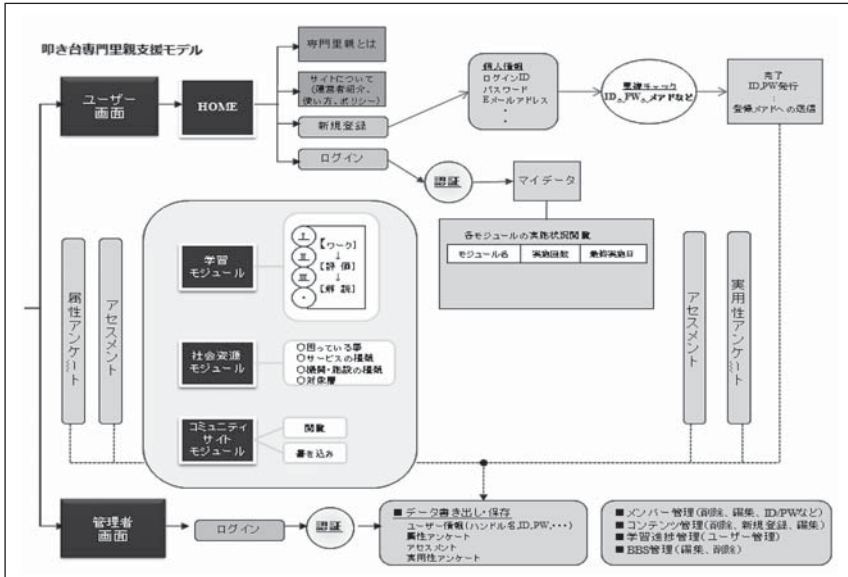 叩き台専門里親支援モデル
ユーザー
画面
HOME
専門里親とは
サイトについて
(運営者紹介、
使い方、ポリシー)
新規登録
ログイン
個人情報
ログインID
パスワード
Eメールアドレス
・
・
重複チェック
ID、PW、メアドなど
完了
ID,PW発行
↓
登録メアドへの送信
認証
マイデータ
各モジュールの実施状況閲覧
モジュール名 実施回数 最終実施日
属性アンケート
アセスメント
学習
モジュール
Ⅰ
Ⅱ
Ⅲ
・
【ワーク】
↓
【評価】
↓
【解説】
社会資源
モジュール
○困っている事
○サービスの種類
○機関・施設の種類
○対象層
コミュニティ
サイト
モジュール
閲覧
書き込み
アセスメント
実用性アンケート
管理者
画面
ログイン
認証
■データ書き出し・保存
ユーザー情報(ハンドル名,ID,PW,・・・)
属性アンケート
アセスメント
実用性アンケート
■メンバー管理(削除、編集、ID/PWなど)
■コンテンツ管理(削除、新規登録、編集)
■学習進捗管理(ユーザー管理)
■BBS管理(編集、削除)